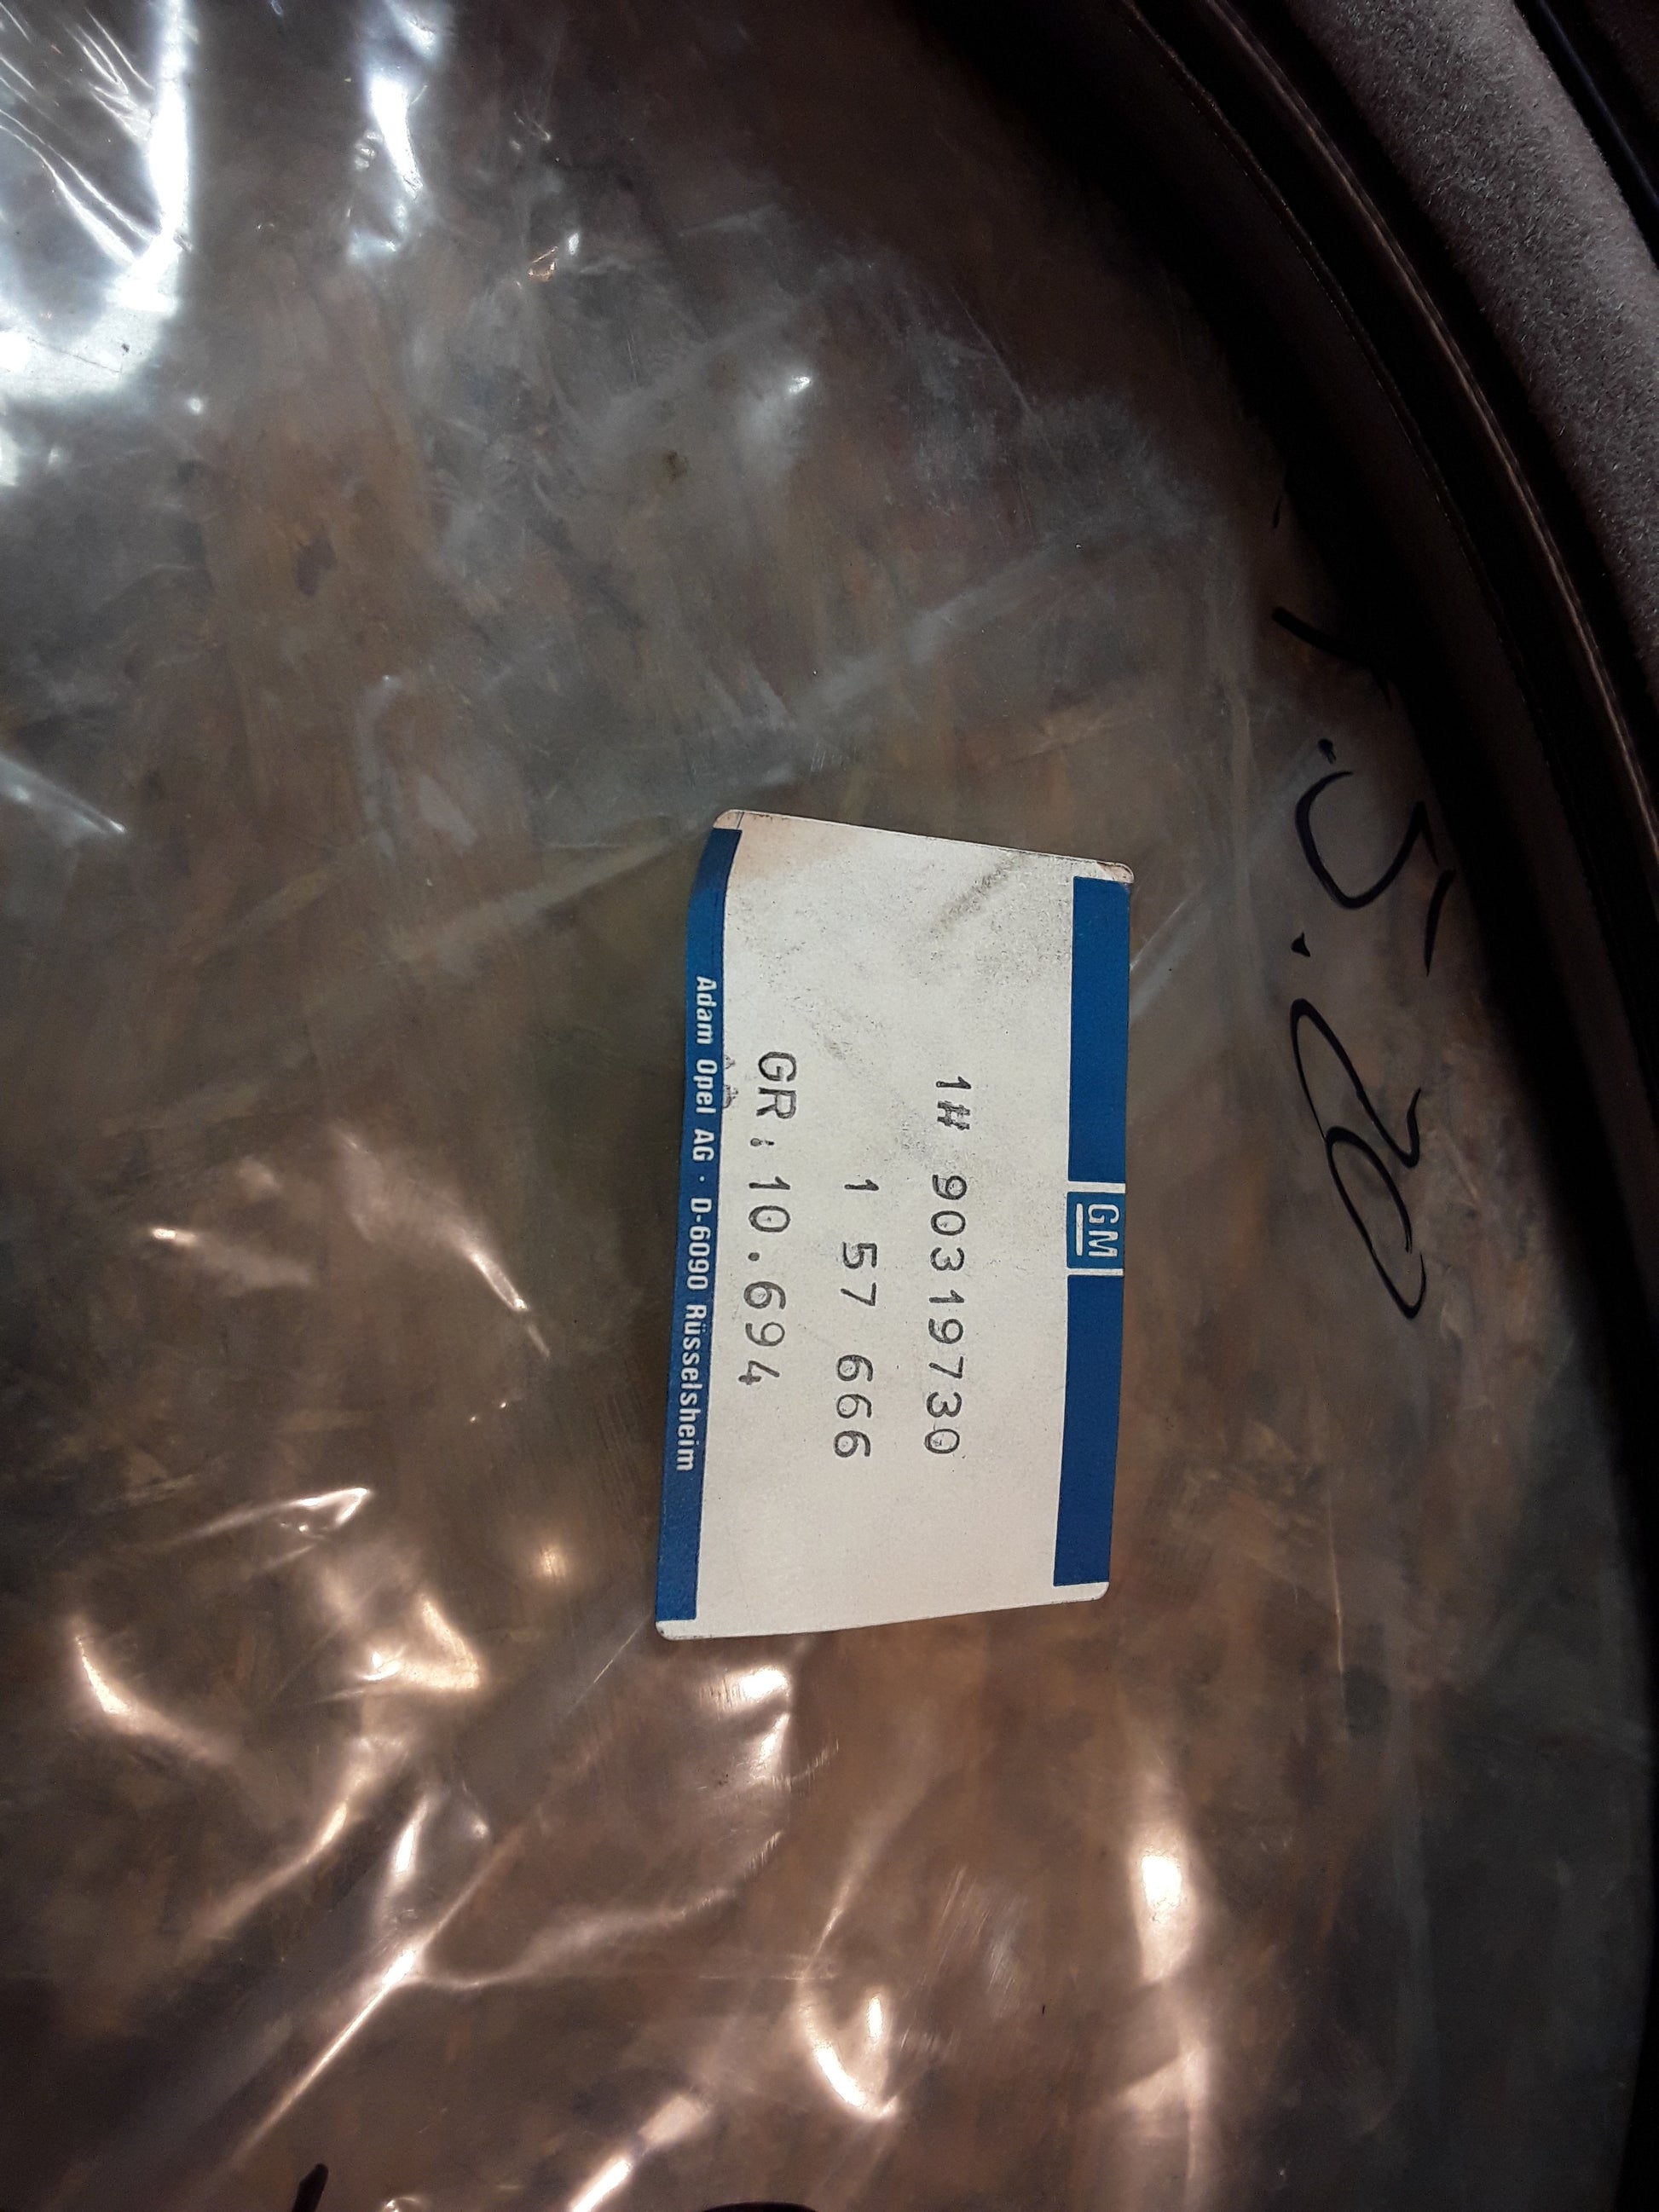 GM
1# 90319730
1 57 666
GR. 10.694
Adam Opel AG · D-6090 Rüsselsheim